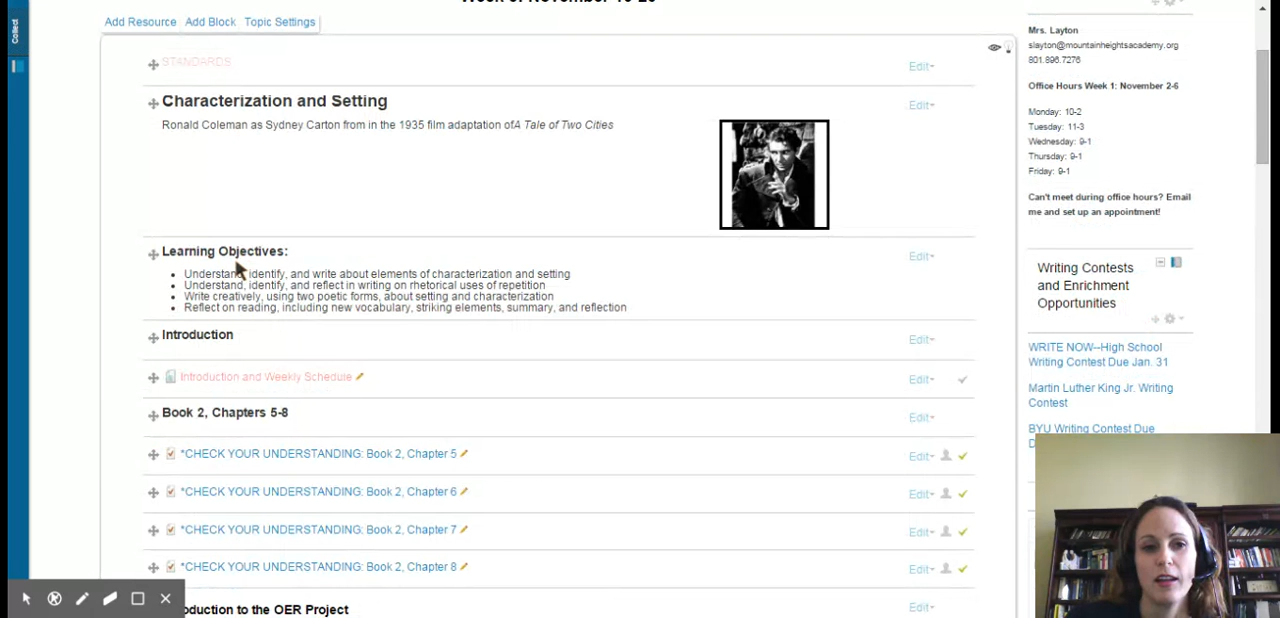 Collect
Add Resource Add Block Topic Settings
STANDARDS
Edit
Characterization and Setting
Edit
Ronald Coleman as Sydney Carton from in the 1935 film adaptation ofA Tale of Two Cities
Learning Objectives:
Edit
Understand, identify, and write about elements of characterization and setting
Understand, identify, and reflect in writing on rhetorical uses of repetition
Write creatively, using two poetic forms, about setting and characterization
Reflect on reading, including new vocabulary, striking elements, summary, and reflection
Introduction
Edit
Introduction and Weekly Schedule
Edit
Book 2, Chapters 5-8
Edit
*CHECK YOUR UNDERSTANDING: Book 2, Chapter 5
Edit
*CHECK YOUR UNDERSTANDING: Book 2, Chapter 6
Edit
*CHECK YOUR UNDERSTANDING: Book 2, Chapter 7
Edit
*CHECK YOUR UNDERSTANDING: Book 2, Chapter 8
Edit
oduction to the OER Project
Edit
Mrs. Layton
slayton@mountainheightsacademy.org
801.896.7276
Office Hours Week 1: November 2-6
Monday: 10-2
Tuesday: 11-3
Wednesday: 9-1
Thursday: 9-1
Friday: 9-1
Can't meet during office hours? Email
me and set up an appointment!
Writing Contests
and Enrichment
Opportunities
WRITE NOW--High School
Writing Contest Due Jan. 31
Martin Luther King Jr. Writing
Contest
BYU Writing Contest Due